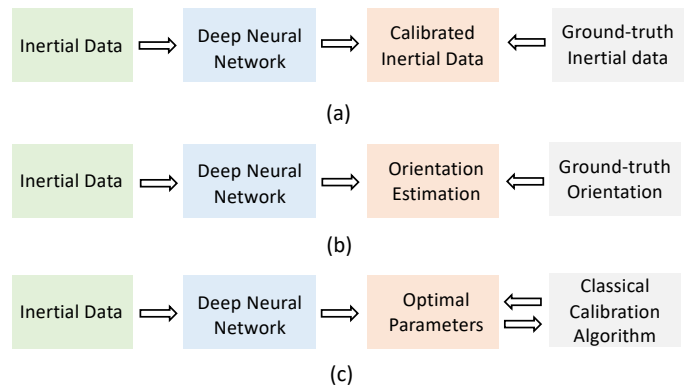 Inertial Data
Deep Neural
Network
Calibrated
Inertial Data
Ground-truth
Inertial data
(a)
Inertial Data
Deep Neural
Network
Orientation
Estimation
Ground-truth
Orientation
(b)
Inertial Data
Deep Neural
Network
Optimal
Parameters
Classical
Calibration
Algorithm
(c)